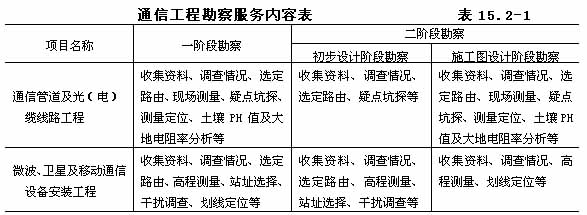 通信工程勘察服务内容表 表 15.2-1
项目名称
一阶段勘察
二阶段勘察
初步设计阶段勘察
施工图设计阶段勘察
通信管道及光（电）
缆线路工程
收集资料、调查情况、选定
路由、现场测量、疑点坑探、
测量定位、土壤 PH 值及大
地电阻率分析等
收集资料、调查情况、
选定路由、疑点坑探等
收集资料、调查情况、选
定路由、现场测量、疑点
坑探、测量定位、土壤 PH
值及大地电阻率分析等
微波、卫星及移动通信
设备安装工程
收集资料、调查情况、选定
路由、高程测量、站址选择、
干扰调查、划线定位等
收集资料、调查情况、
选定路由、高程测量、
站址选择、干扰调查等
收集资料、调查情况、高
程测量、划线定位等